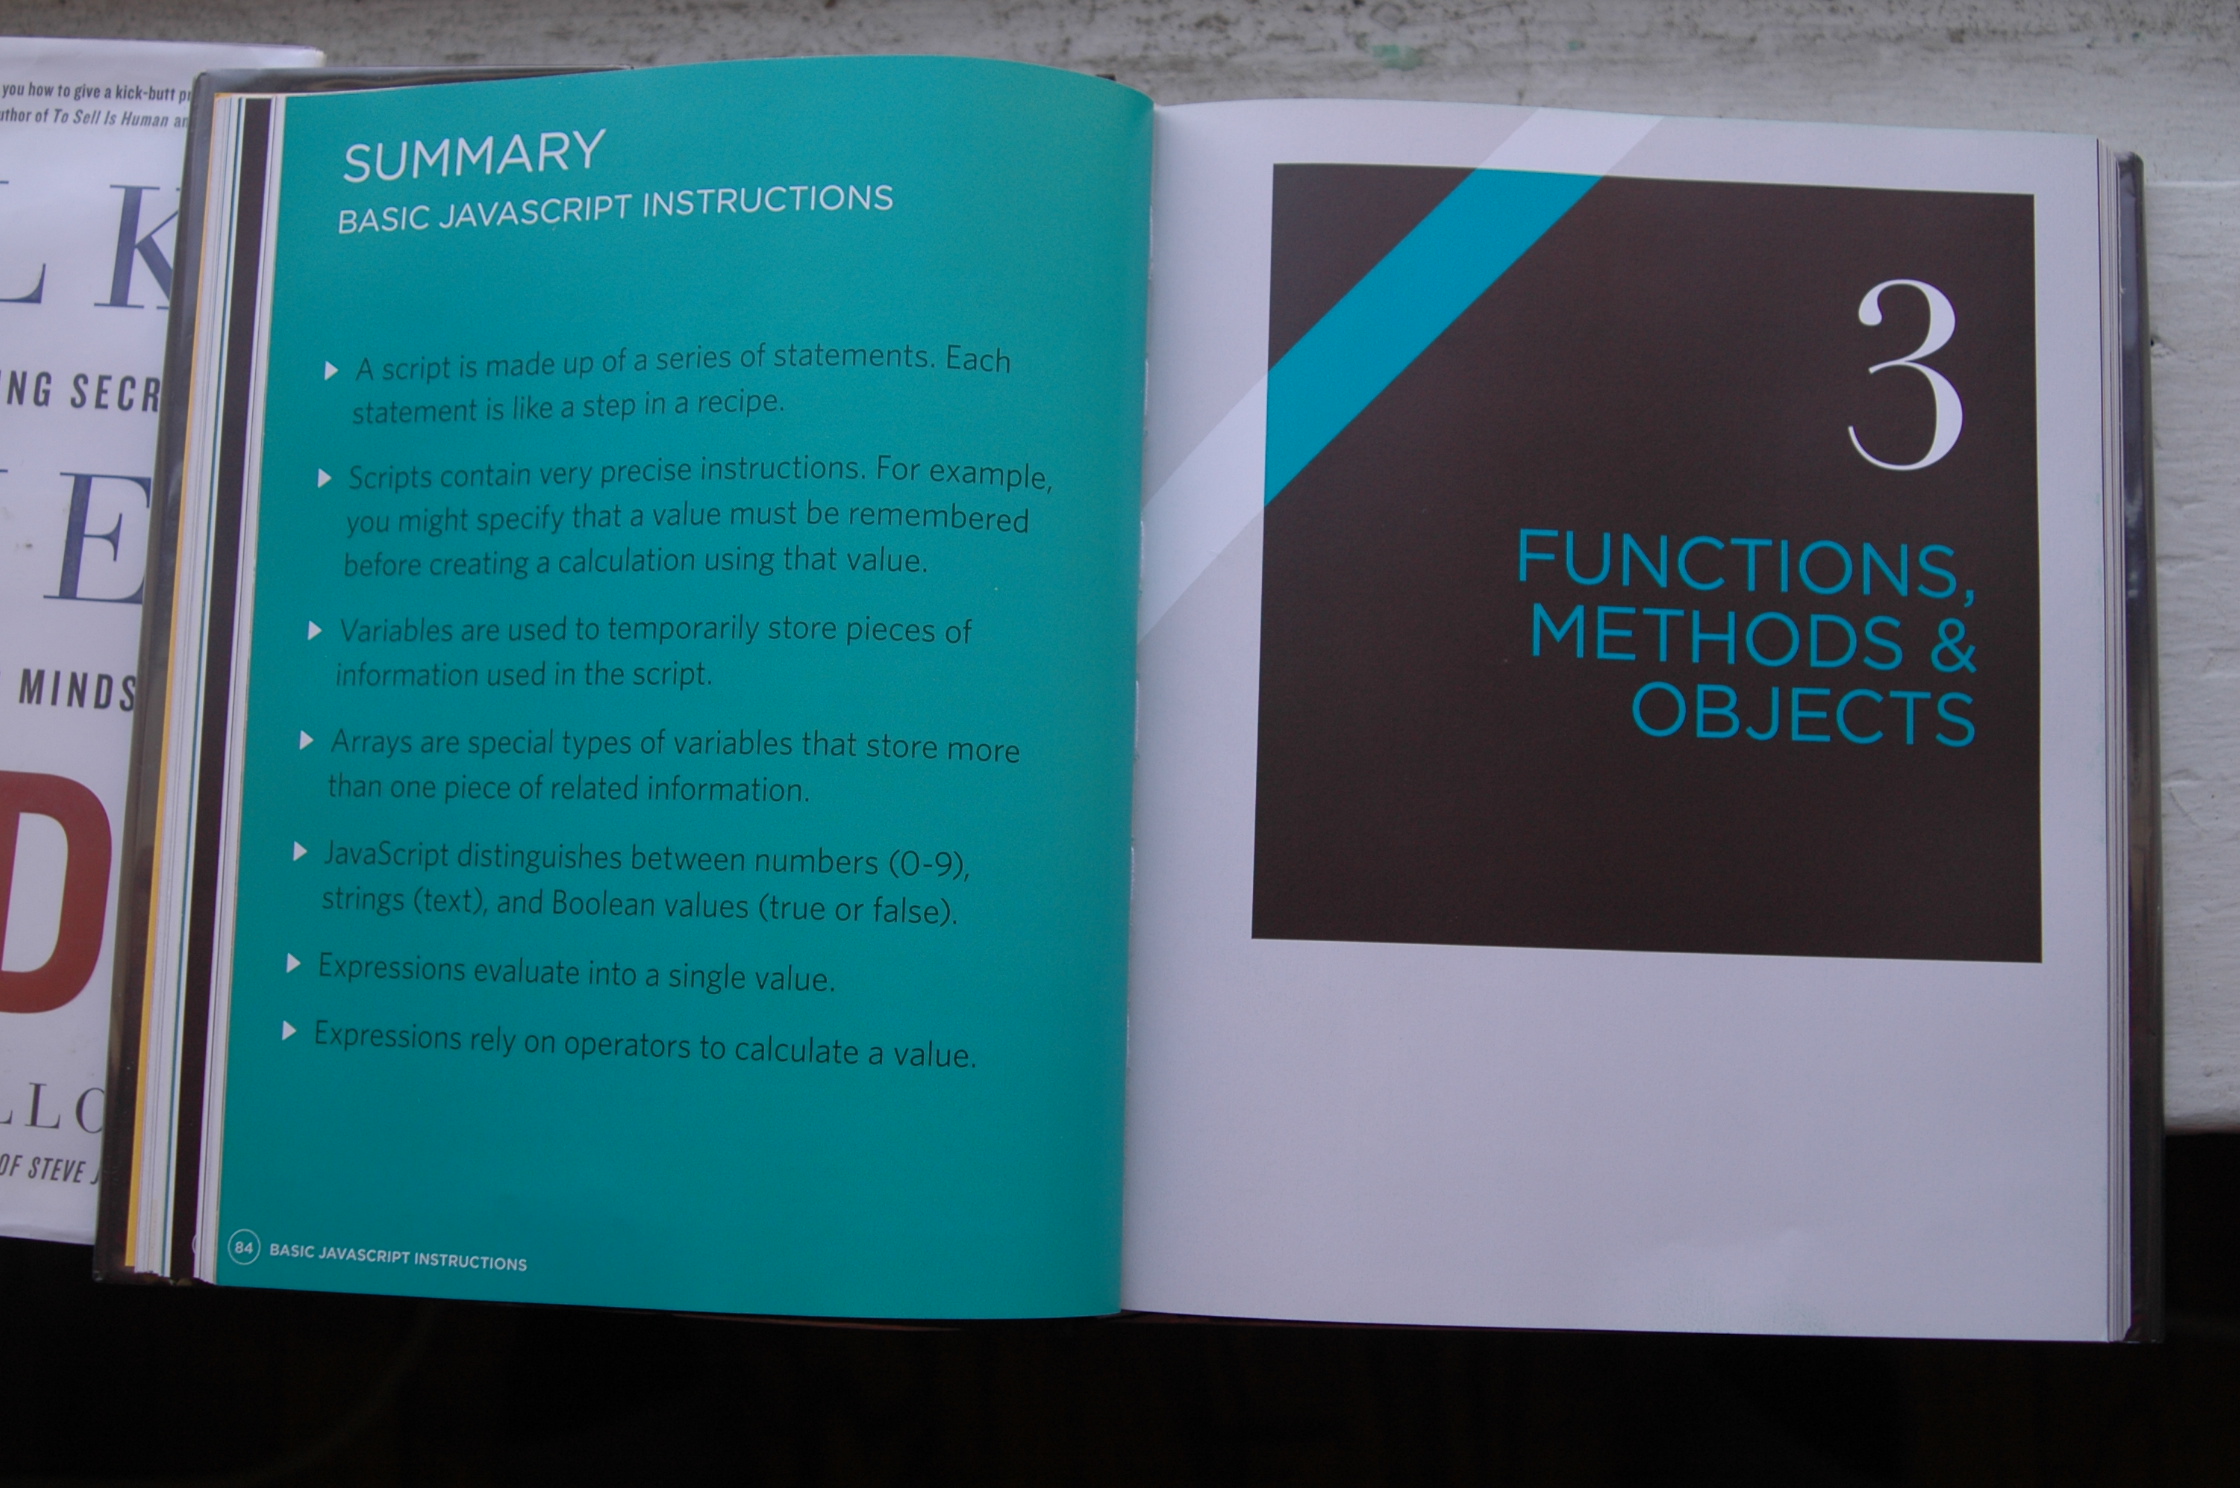 you how to give a kick-butt
of To Sell Is Human
L K
NG
E
MINDS
D
LLO
OF STEVE
SUMMARY
BASIC JAVASCRIPT INSTRUCTIONS
A script is made up of a series of statements. Each
statement is like a step in a recipe.
Scripts contain very precise instructions. For example,
you might specify that a value must be remembered
before creating a calculation using that value.
Variables are used to temporarily store pieces of
information used in the script.
Arrays are special types of variables that store more
than one piece of related information.
JavaScript distinguishes between numbers (0-9),
strings (text), and Boolean values (true or false).
Expressions evaluate into a single value.
Expressions rely on operators to calculate a value.
84 BASIC JAVASCRIPT INSTRUCTIONS
3
FUNCTIONS,
METHODS &
OBJECTS